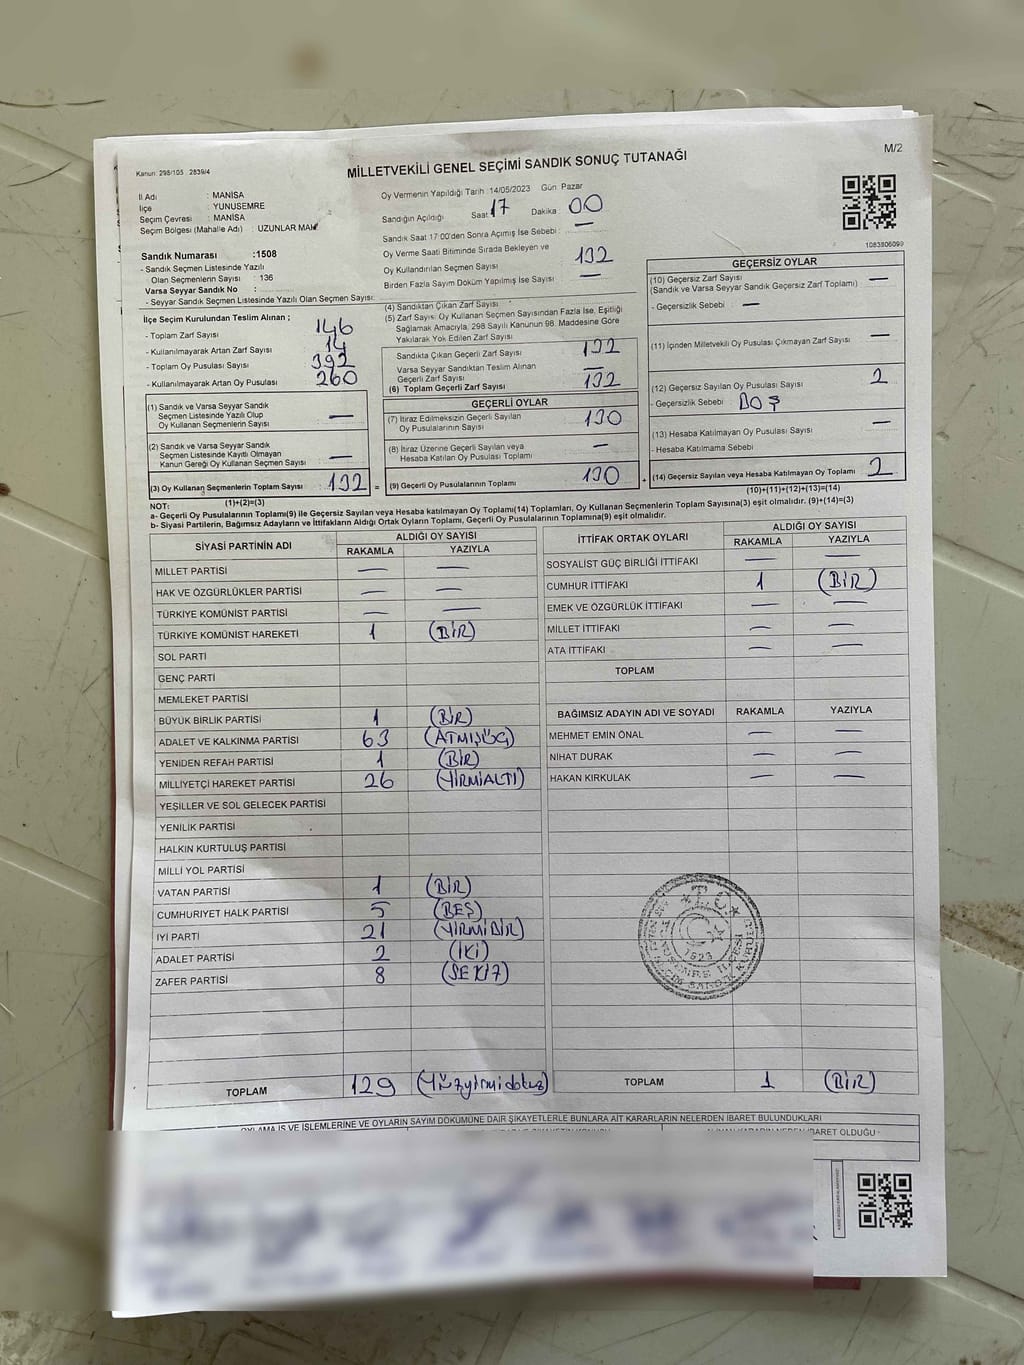 Kanun: 298/105 2839/4
MİLLETVEKİLİ GENEL SEÇİMİ SANDIK SONUÇ TUTANAĞI
M/2
İl Adı : MANİSA
İlçe : YUNUSEMRE
Seçim Çevresi : MANİSA
Seçim Bölgesi (Mahalle Adı) : UZUNLAR MAH.
Sandık Numarası :1508
- Sandık Seçmen Listesinde Yazılı
Olan Seçmenlerin Sayısı : 136
Varsa Seyyar Sandık No :
- Seyyar Sandık Seçmen Listesinde Yazılı Olan Seçmen Sayısı:
Oy Vermenin Yapıldığı Tarih :14/05/2023 Gün: Pazar
Sandığın Açıldığı Saat: 17 Dakika: 00
Sandık Saat 17:00'den Sonra Açımış İse Sebebi : —
Oy Verme Saati Bitiminde Sırada Bekleyen ve
Oy Kullandırılan Seçmen Sayısı 132
Birden Fazla Sayım Döküm Yapılmış İse Sayısı : —
1083806099
İlçe Seçim Kurulundan Teslim Alınan ;
- Toplam Zarf Sayısı : 146
- Kullanılmayarak Artan Zarf Sayısı : 14
- Toplam Oy Pusulası Sayısı : 392
- Kullanılmayarak Artan Oy Pusulası : 260
(1) Sandık ve Varsa Seyyar Sandık
Seçmen Listesinde Yazılı Olup
Oy Kullanan Seçmenlerin Sayısı : —
(2) Sandık ve Varsa Seyyar Sandık
Seçmen Listesinde Kayıtlı Olmayan
Kanun Gereği Oy Kullanan Seçmen Sayısı : —
(3) Oy Kullanan Seçmenlerin Toplam Sayısı : 132 =
(1)+(2)=(3)
(4) Sandıktan Çıkan Zarf Sayısı :
(5) Zarf Sayısı Oy Kullanan Seçmen Sayısından Fazla İse, Eşitliği
Sağlamak Amacıyla, 298 Sayılı Kanunun 98. Maddesine Göre
Yakılarak Yok Edilen Zarf Sayısı :
Sandıkta Çıkan Geçerli Zarf Sayısı : 132
Varsa Seyyar Sandıktan Teslim Alınan
Geçerli Zarf Sayısı : —
(6) Toplam Geçerli Zarf Sayısı : 132
GEÇERLİ OYLAR
(7) İtiraz Edilmeksizin Geçerli Sayılan
Oy Pusulalarının Sayısı : 130
(8) İtiraz Üzerine Geçerli Sayılan veya
Hesaba Katılan Oy Pusulası Toplamı : —
(9) Geçerli Oy Pusulalarının Toplamı : 130 +
GEÇERSİZ OYLAR
(10) Geçersiz Zarf Sayısı
(Sandık ve Varsa Seyyar Sandık Geçersiz Zarf Toplamı) : —
- Geçersizlik Sebebi : —
(11) İçinden Milletvekili Oy Pusulası Çıkmayan Zarf Sayısı : —
(12) Geçersiz Sayılan Oy Pusulası Sayısı : 2
- Geçersizlik Sebebi : BOŞ
(13) Hesaba Katılmayan Oy Pusulası Sayısı : —
- Hesaba Katılmama Sebebi :
(14) Geçersiz Sayılan veya Hesaba Katılmayan Oy Toplamı : 2
(10)+(11)+(12)+(13)=(14)
NOT:
a- Geçerli Oy Pusulalarının Toplamı(9) ile Geçersiz Sayılan veya Hesaba katılmayan Oy Toplamı(14) Toplamları, Oy Kullanan Seçmenlerin Toplam Sayısına(3) eşit olmalıdır. (9)+(14)=(3)
b- Siyasi Partilerin, Bağımsız Adayların ve İttifakların Aldığı Ortak Oyların Toplamı, Geçerli Oy Pusulalarının Toplamına(9) eşit olmalıdır.
SİYASİ PARTİNİN ADI ALDIĞI OY SAYISI
RAKAMLA YAZIYLA
MİLLET PARTİSİ — —
HAK VE ÖZGÜRLÜKLER PARTİSİ — —
TÜRKİYE KOMÜNİST PARTİSİ — —
TÜRKİYE KOMÜNİST HAREKETİ 1 (BİR)
SOL PARTİ
GENÇ PARTİ
MEMLEKET PARTİSİ
BÜYÜK BİRLİK PARTİSİ 1 (BİR)
ADALET VE KALKINMA PARTİSİ 63 (ATMIŞÜÇ)
YENİDEN REFAH PARTİSİ 1 (BİR)
MİLLİYETÇİ HAREKET PARTİSİ 26 (YİRMİALTI)
YEŞİLLER VE SOL GELECEK PARTİSİ
YENİLİK PARTİSİ
HALKIN KURTULUŞ PARTİSİ
MİLLİ YOL PARTİSİ
VATAN PARTİSİ 1 (BİR)
CUMHURİYET HALK PARTİSİ 5 (BEŞ)
İYİ PARTİ 21 (YİRMİBİR)
ADALET PARTİSİ 2 (İKİ)
ZAFER PARTİSİ 8 (SEKİZ)
TOPLAM 129 (Yüzyirmidokuz)
İTTİFAK ORTAK OYLARI ALDIĞI OY SAYISI
RAKAMLA YAZIYLA
SOSYALİST GÜÇ BİRLİĞİ İTTİFAKI — —
CUMHUR İTTİFAKI 1 (BİR)
EMEK VE ÖZGÜRLÜK İTTİFAKI — —
MİLLET İTTİFAKI — —
ATA İTTİFAKI — —
TOPLAM
BAĞIMSIZ ADAYIN ADI VE SOYADI RAKAMLA YAZIYLA
MEHMET EMİN ÖNAL — —
NİHAT DURAK — —
HAKAN KIRKULAK — —
T.C.
1923
YUNUSEMRE İLÇESİ
TOPLAM 1 (BİR)
OYLAMA İŞ VE İŞLEMLERİNE VE OYLARIN SAYIM DÖKÜMÜNE DAİR ŞİKAYETLERLE BUNLARA AİT KARARLARIN NELERDEN İBARET BULUNDUKLARI